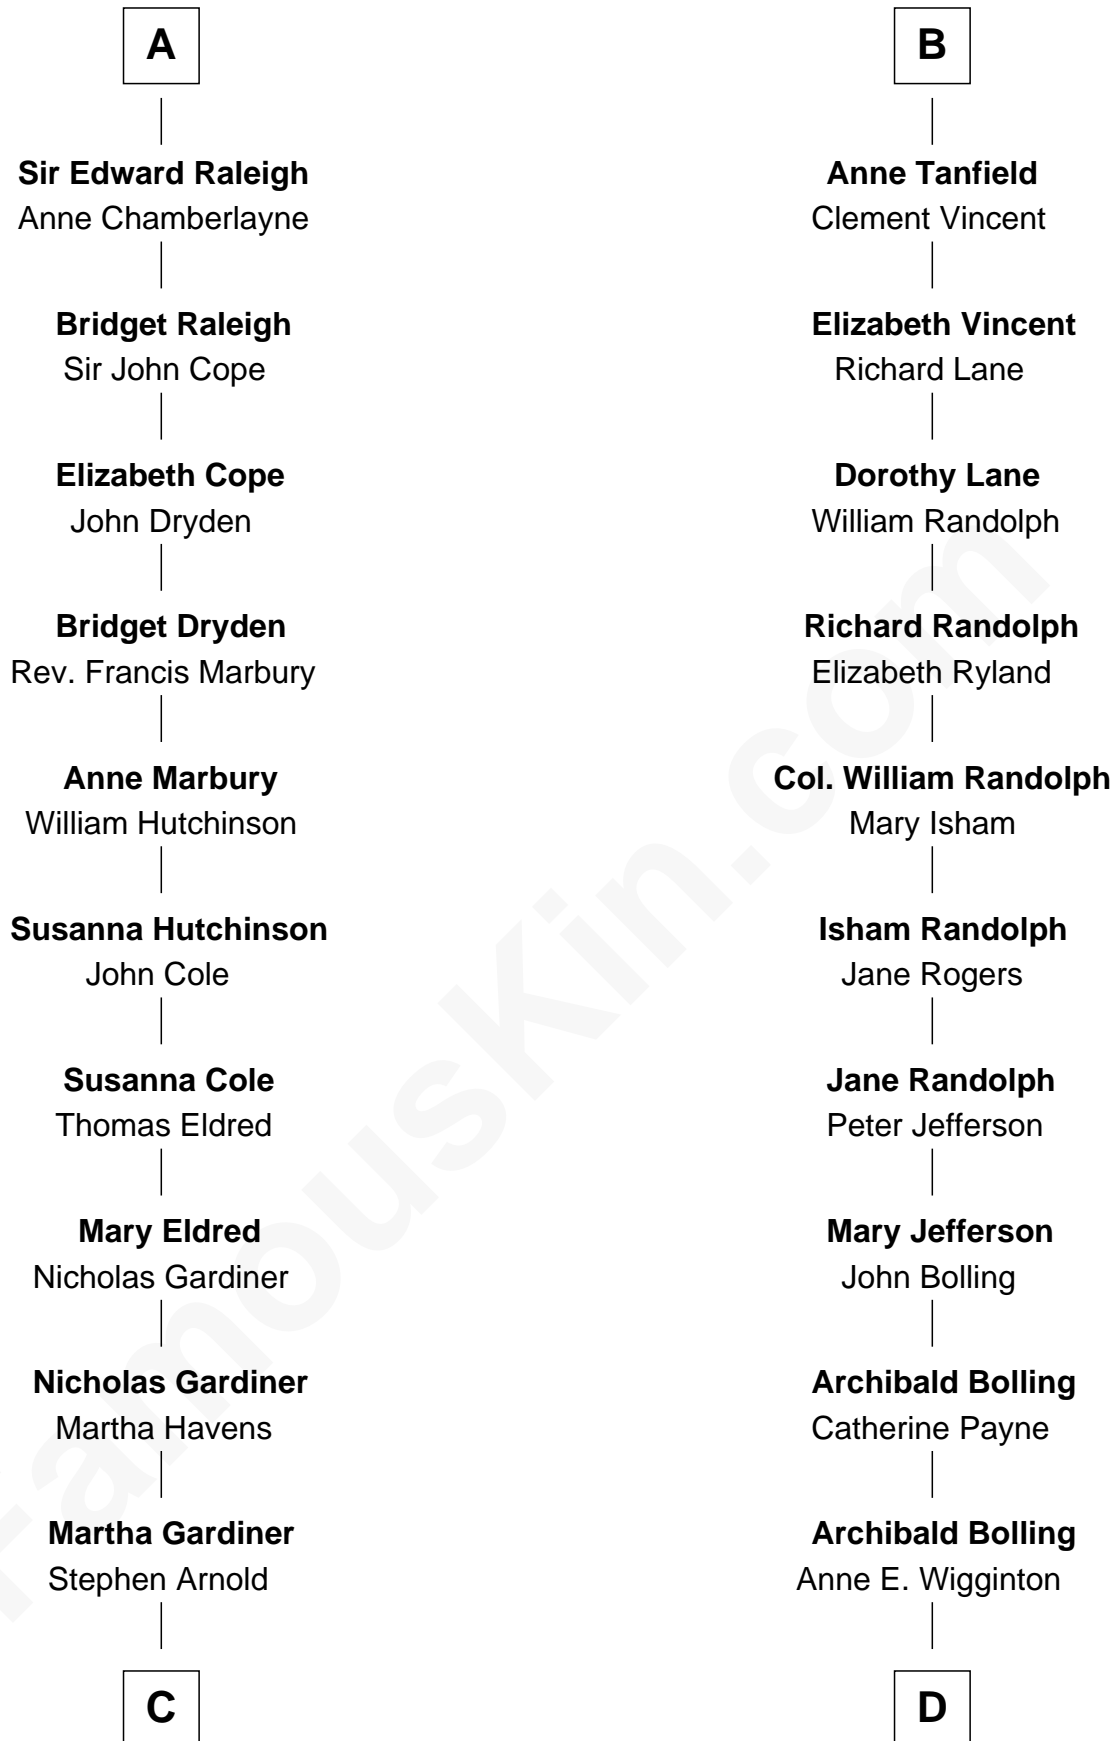 A
Sir Edward Raleigh
Anne Chamberlayne
Bridget Raleigh
Sir John Cope
Elizabeth Cope
John Dryden
Bridget Dryden
Rev. Francis Marbury
Anne Marbury
William Hutchinson
Susanna Hutchinson
John Cole
Susanna Cole
Thomas Eldred
Mary Eldred
Nicholas Gardiner
Nicholas Gardiner
Martha Havens
Martha Gardiner
Stephen Arnold
C
B
Anne Tanfield
Clement Vincent
Elizabeth Vincent
Richard Lane
Dorothy Lane
William Randolph
Richard Randolph
Elizabeth Ryland
Col. William Randolph
Mary Isham
Isham Randolph
Jane Rogers
Jane Randolph
Peter Jefferson
Mary Jefferson
John Bolling
Archibald Bolling
Catherine Payne
Archibald Bolling
Anne E. Wigginton
D
FamousKin.com